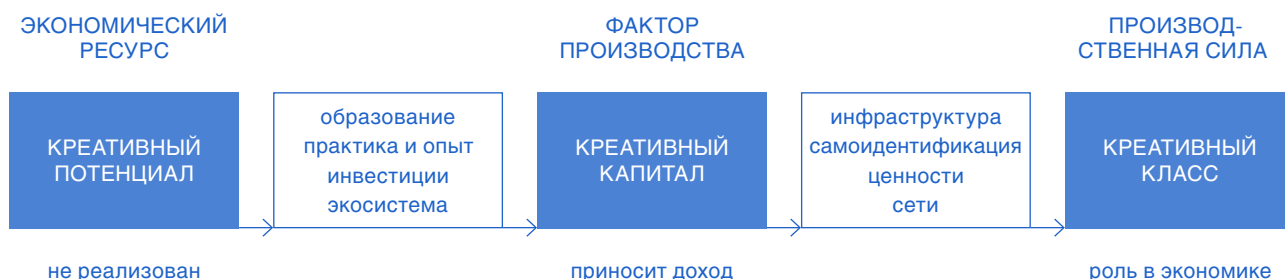 ЭКОНОМИЧЕСКИЙ
РЕСУРС
ФАКТОР
ПРОИЗВОДСТВА
ПРОИЗВОД-
СТВЕННАЯ СИЛА
КРЕАТИВНЫЙ
ПОТЕНЦИАЛ
образование
практика и опыт
инвестиции
экосистема
КРЕАТИВНЫЙ
КАПИТАЛ
инфраструктура
самоидентификация
ценности
сети
КРЕАТИВНЫЙ
КЛАСС
не реализован
приносит доход
роль в экономике